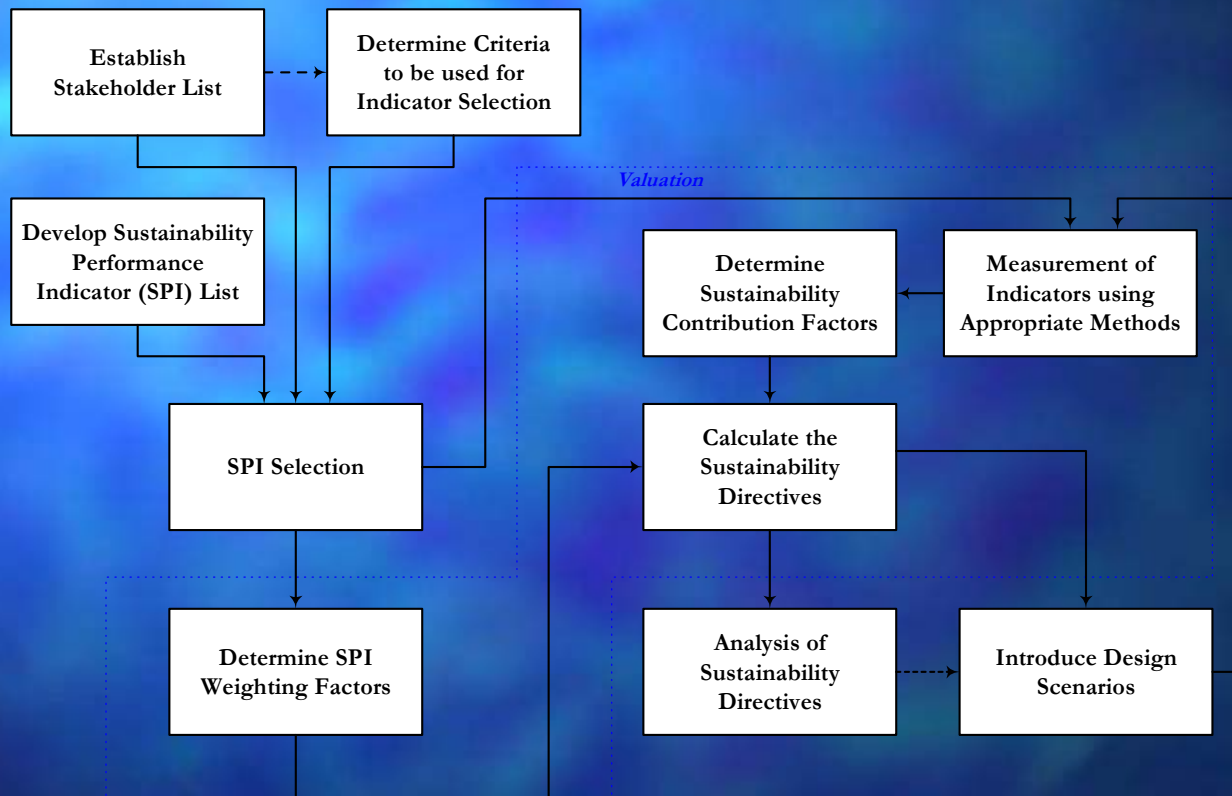 Establish
Stakeholder List
Determine Criteria
to be used for
Indicator Selection
Valuation
Develop Sustainability
Performance
Indicator (SPI) List
Determine
Sustainability
Contribution Factors
Measurement of
Indicators using
Appropriate Methods
SPI Selection
Calculate the
Sustainability
Directives
Determine SPI
Weighting Factors
Analysis of
Sustainability
Directives
Introduce Design
Scenarios